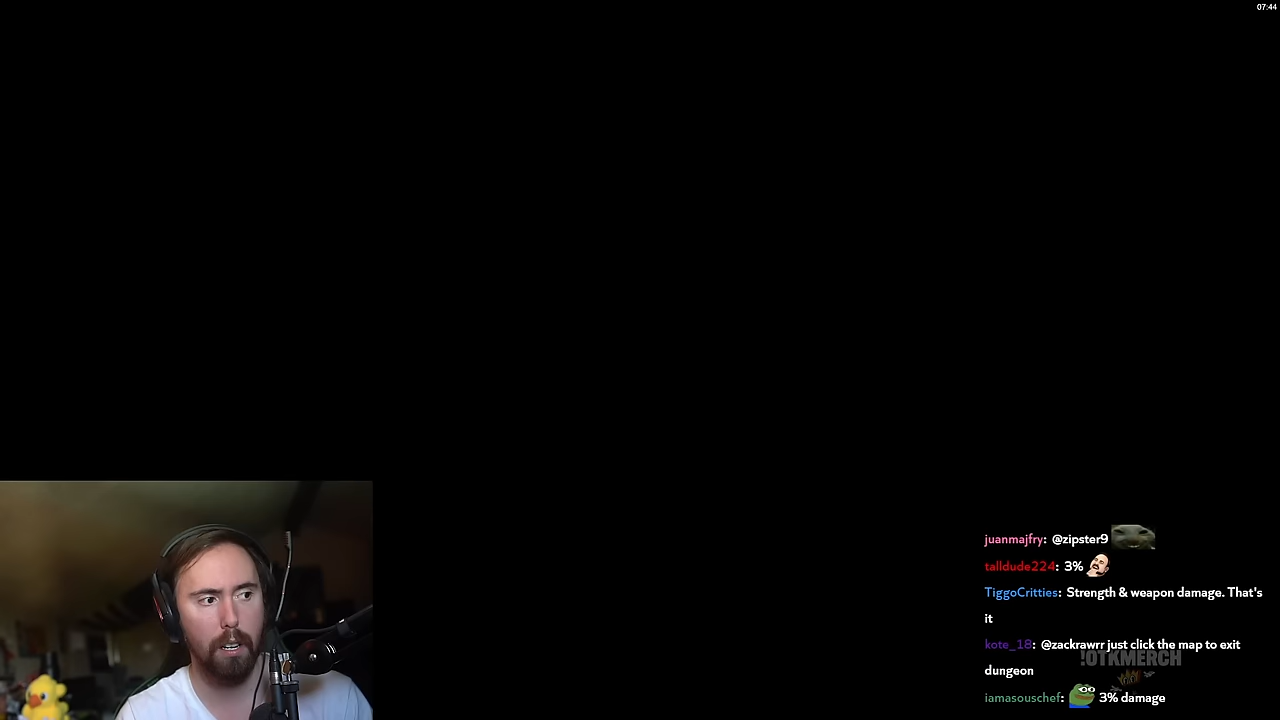 07:44
juanmajfry: @zipster9
talldude224: 3%
TiggoCritties: Strength & weapon damage. That's
it
kote_18: @zackrawrr just click the map to exit
dungeon
!OTKMERCH
iamasouschef: 3% damage